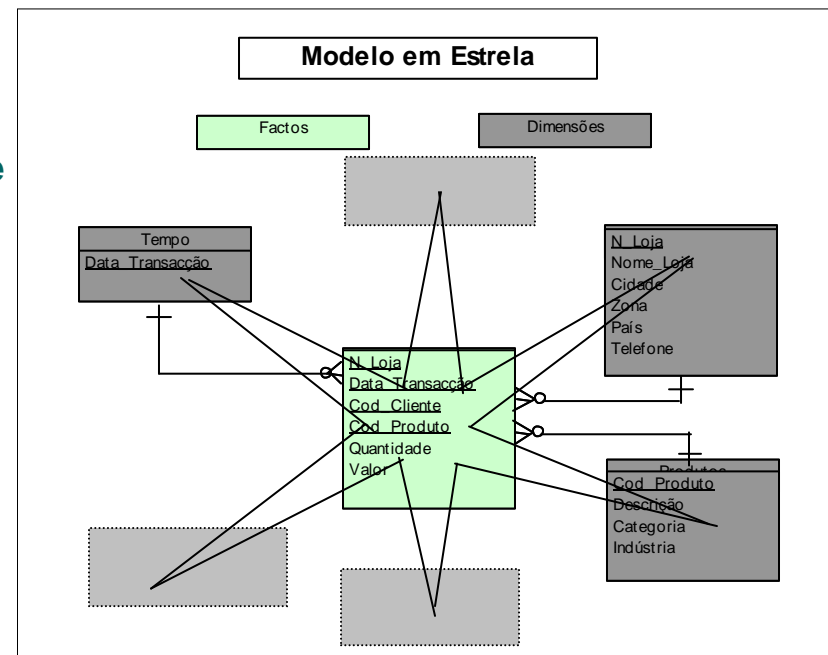 Modelo em Estrela
Factos
Dimensões
e
Tempo
Data_Transacção
N_Loja
Nome_Loja
Cidade
Zona
País
Telefone
N_Loja
Data_Transacção
Cod_Cliente
Cod_Produto
Quantidade
Valor
Produtos
Cod_Produto
Descrição
Categoria
Indústria